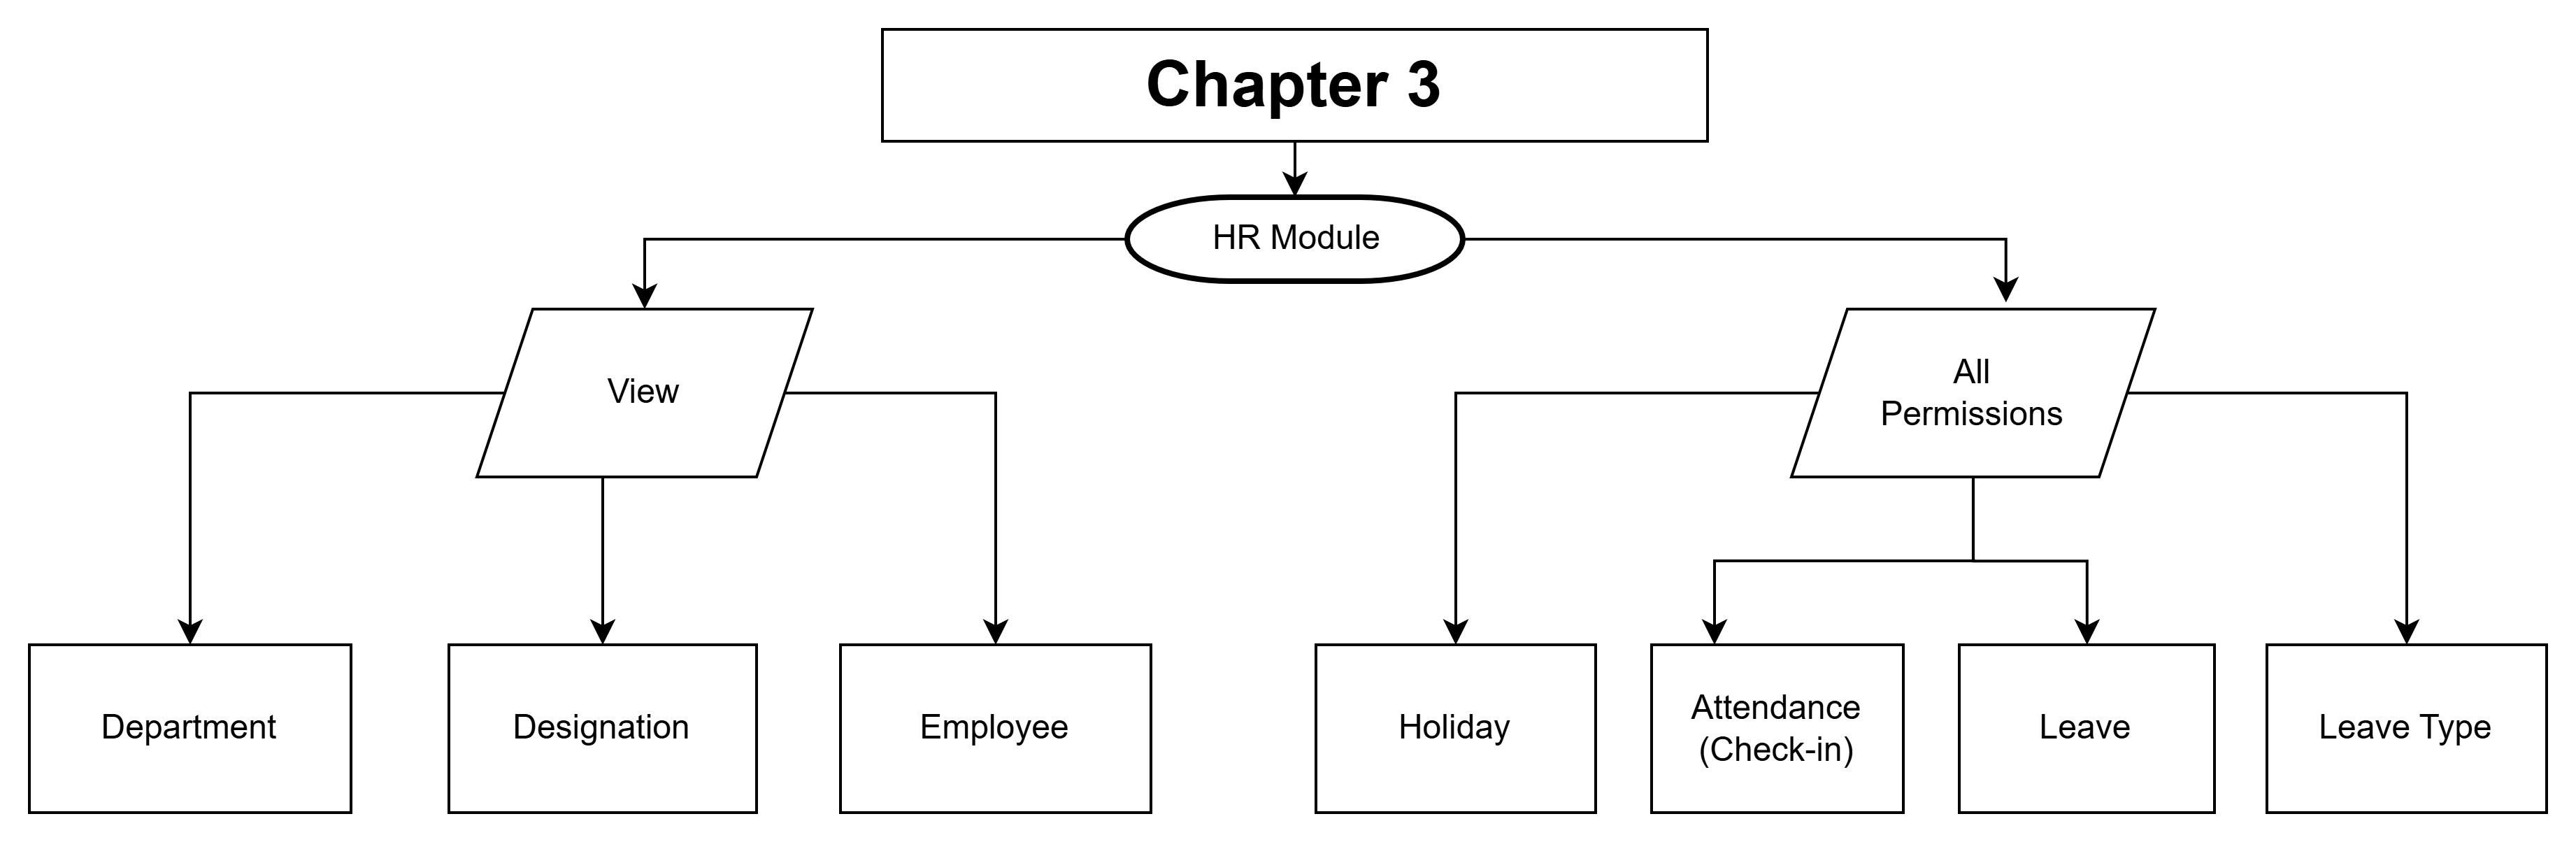 Chapter 3
HR Module
View
All
Permissions
Department
Designation
Employee
Holiday
Attendance
(Check-in)
Leave
Leave Type